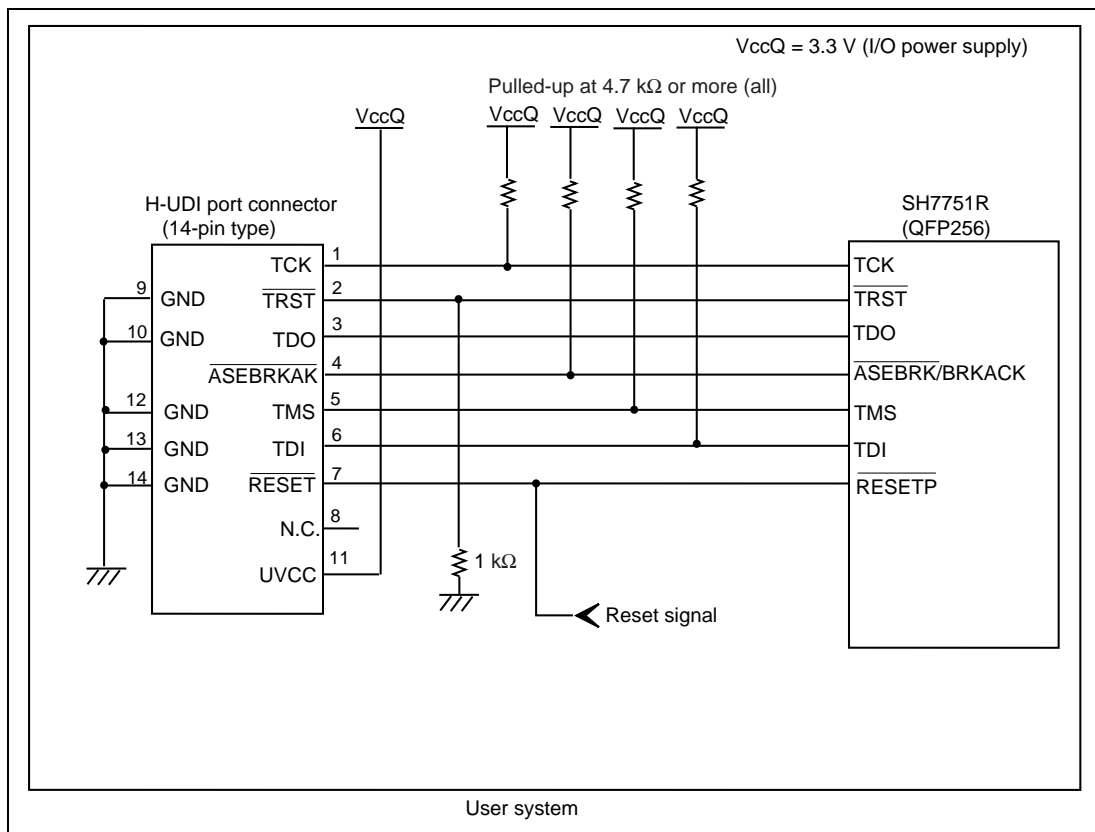 VccQ = 3.3 V (I/O power supply)
Pulled-up at 4.7 kΩ or more (all)
VccQ
VccQ
VccQ
VccQ
VccQ
H-UDI port connector
(14-pin type)
SH7751R
(QFP256)
TCK
1
TCK
9
GND
TRST
2
TRST
10
GND
TDO
3
TDO
ASEBRKAK
4
ASEBRK/BRKACK
12
GND
TMS
5
TMS
13
GND
TDI
6
TDI
14
GND
RESET
7
RESETP
N.C.
8
UVCC
11
1 kΩ
Reset signal
User system